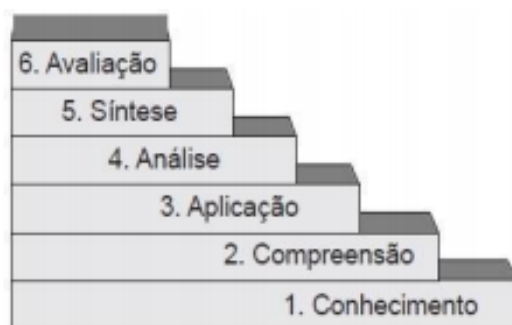 6. Avaliação
5. Síntese
4. Análise
3. Aplicação
2. Compreensão
1. Conhecimento